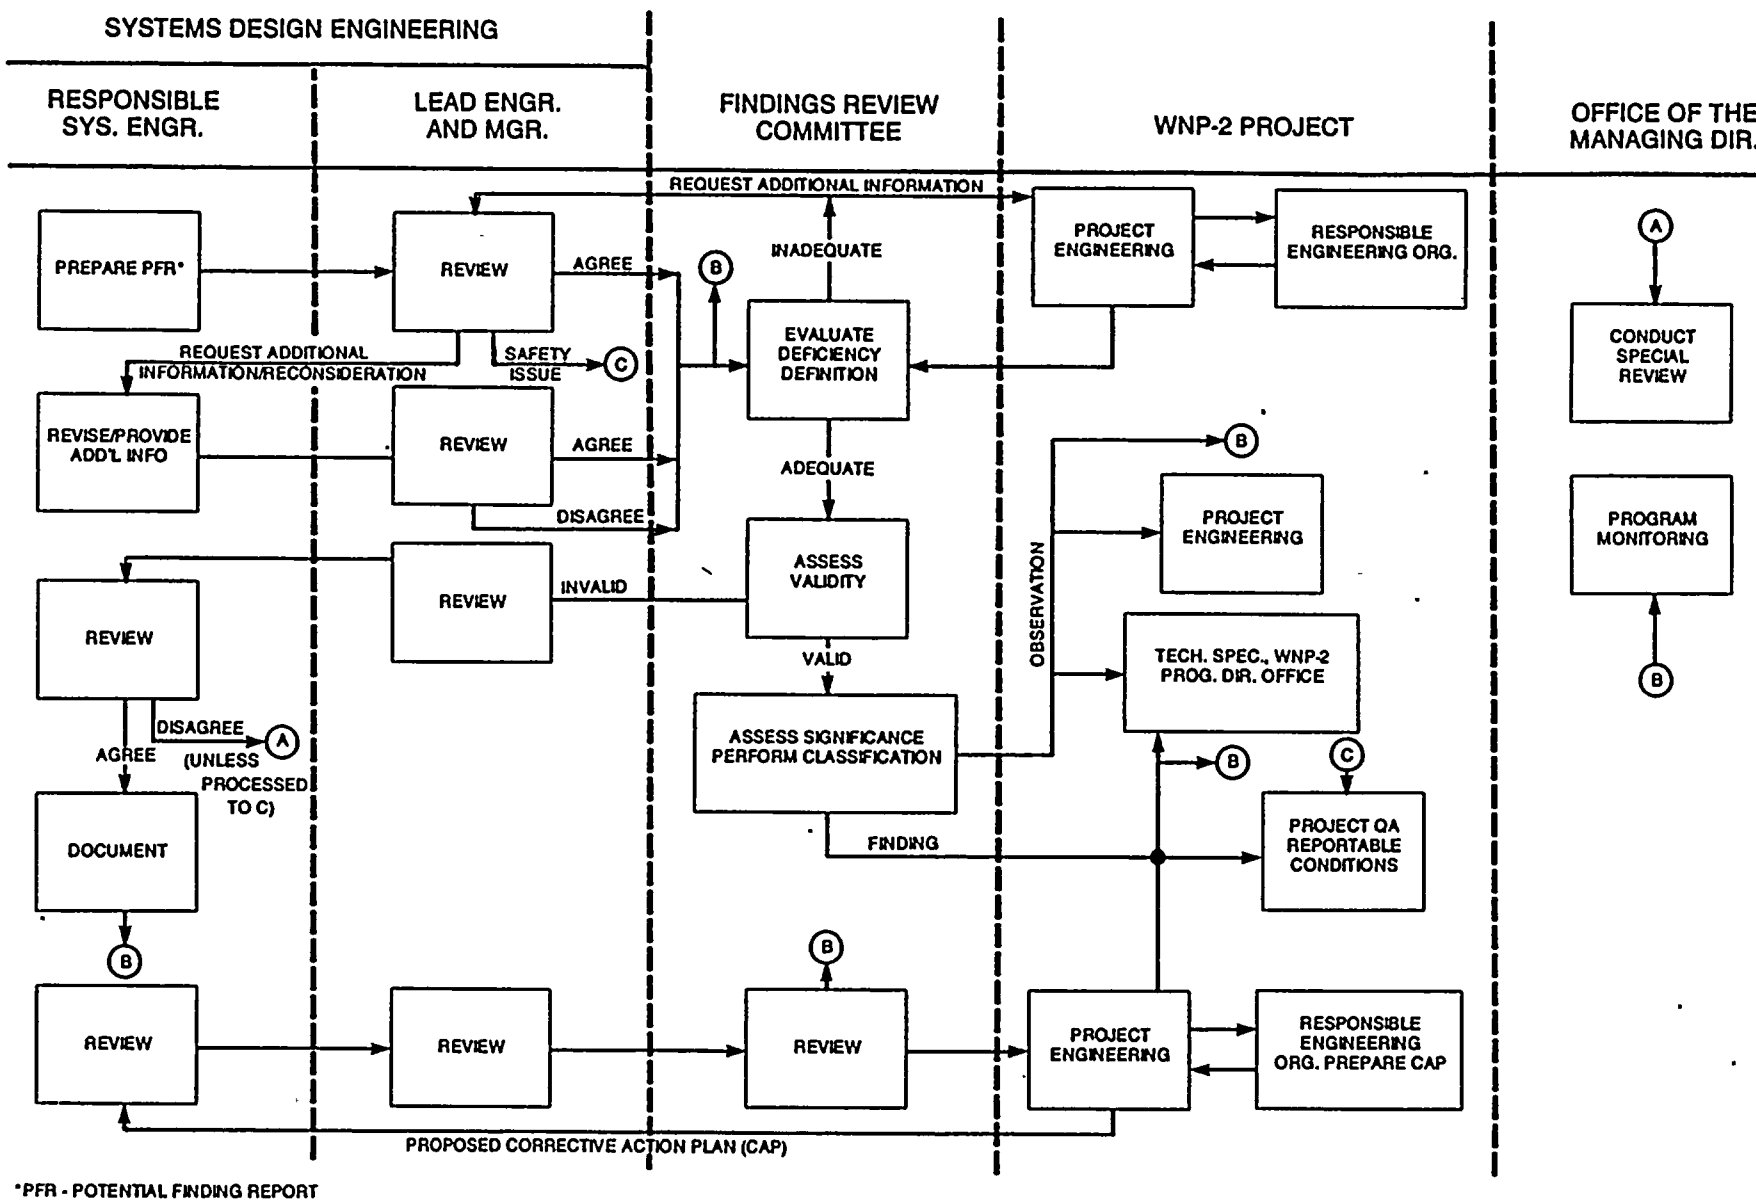 SYSTEMS DESIGN ENGINEERING
RESPONSIBLE
SYS. ENGR.
LEAD ENGR.
AND MGR.
FINDINGS REVIEW
COMMITTEE
WNP-2 PROJECT
OFFICE OF THE
MANAGING DIR.
REQUEST ADDITIONAL INFORMATION
PREPARE PFR*
REVIEW
AGREE
B
INADEQUATE
PROJECT
ENGINEERING
RESPONSIBLE
ENGINEERING ORG.
A
REQUEST ADDITIONAL
INFORMATION/RECONSIDERATION
SAFETY
ISSUE
C
EVALUATE
DEFICIENCY
DEFINITION
CONDUCT
SPECIAL
REVIEW
REVISE/PROVIDE
ADD'L INFO
REVIEW
AGREE
DISAGREE
ADEQUATE
B
PROJECT
ENGINEERING
PROGRAM
MONITORING
B
REVIEW
REVIEW
INVALID
ASSESS
VALIDITY
OBSERVATION
VALID
TECH. SPEC., WNP-2
PROG. DIR. OFFICE
AGREE
DISAGREE
A
(UNLESS
PROCESSED
TO C)
ASSESS SIGNIFICANCE
PERFORM CLASSIFICATION
B
C
DOCUMENT
FINDING
PROJECT QA
REPORTABLE
CONDITIONS
B
B
REVIEW
REVIEW
REVIEW
PROJECT
ENGINEERING
RESPONSIBLE
ENGINEERING
ORG. PREPARE CAP
PROPOSED CORRECTIVE ACTION PLAN (CAP)
*PFR - POTENTIAL FINDING REPORT